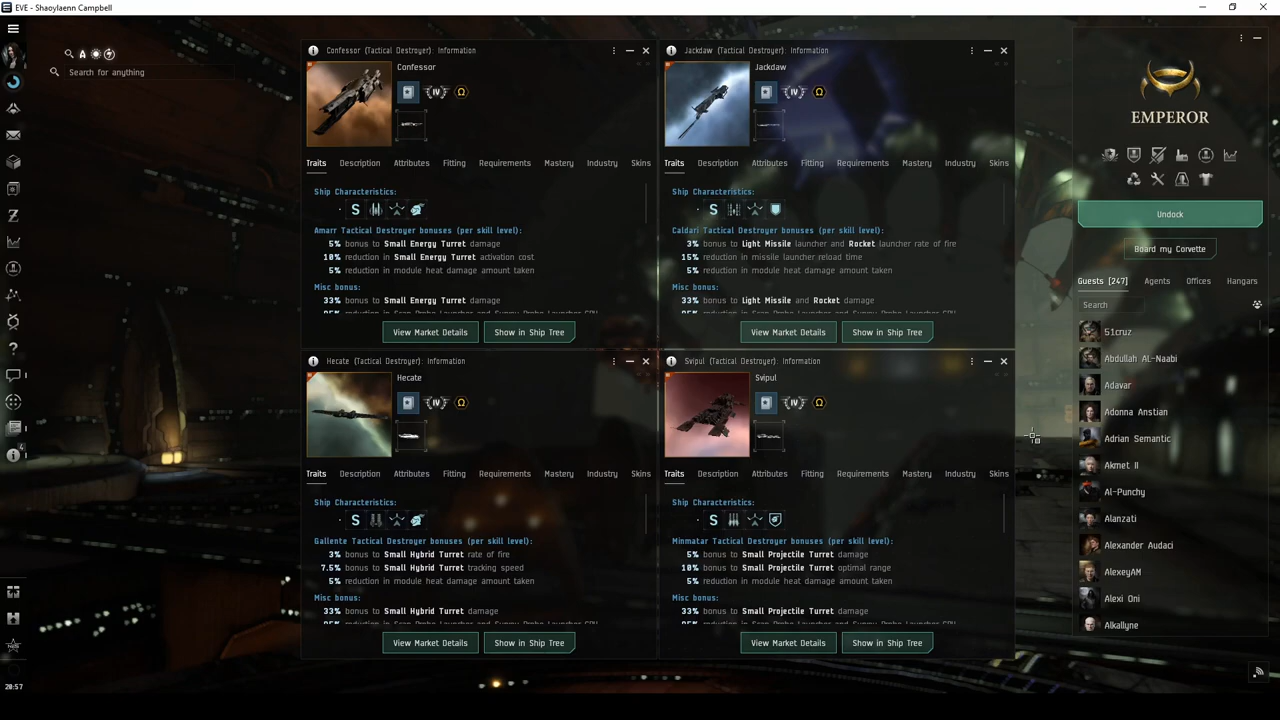 EVE - Shaoylaenn Campbell
Search for anything
Confessor (Tactical Destroyer): Information
Confessor
IV
Traits Description Attributes Fitting Requirements Mastery Industry Skins
Ship Characteristics:
S
Amarr Tactical Destroyer bonuses (per skill level):
5% bonus to Small Energy Turret damage
10% reduction in Small Energy Turret activation cost
5% reduction in module heat damage amount taken
Misc bonus:
33% bonus to Small Energy Turret damage
View Market Details Show in Ship Tree
Jackdaw (Tactical Destroyer): Information
Jackdaw
IV
Traits Description Attributes Fitting Requirements Mastery Industry Skins
Ship Characteristics:
S
Caldari Tactical Destroyer bonuses (per skill level):
3% bonus to Light Missile launcher and Rocket launcher rate of fire
15% reduction in missile launcher reload time
5% reduction in module heat damage amount taken
Misc bonus:
33% bonus to Light Missile and Rocket damage
View Market Details Show in Ship Tree
Hecate (Tactical Destroyer): Information
Hecate
IV
Traits Description Attributes Fitting Requirements Mastery Industry Skins
Ship Characteristics:
S
Gallente Tactical Destroyer bonuses (per skill level):
3% bonus to Small Hybrid Turret rate of fire
7.5% bonus to Small Hybrid Turret tracking speed
5% reduction in module heat damage amount taken
Misc bonus:
33% bonus to Small Hybrid Turret damage
View Market Details Show in Ship Tree
Svipul (Tactical Destroyer): Information
Svipul
IV
Traits Description Attributes Fitting Requirements Mastery Industry Skins
Ship Characteristics:
S
Minmatar Tactical Destroyer bonuses (per skill level):
5% bonus to Small Projectile Turret damage
10% bonus to Small Projectile Turret optimal range
5% reduction in module heat damage amount taken
Misc bonus:
33% bonus to Small Projectile Turret damage
View Market Details Show in Ship Tree
EMPEROR
Undock
Board my Corvette
Guests [247] Agents Offices Hangars
Search
S1cruz
Abdullah AL-Naabi
Adavar
Adonna Anstian
Adrian Semantic
Akmet II
Al-Punchy
Alanzati
Alexander Audaci
AlexeyAM
Alexi Oni
Alkallyne
20:57